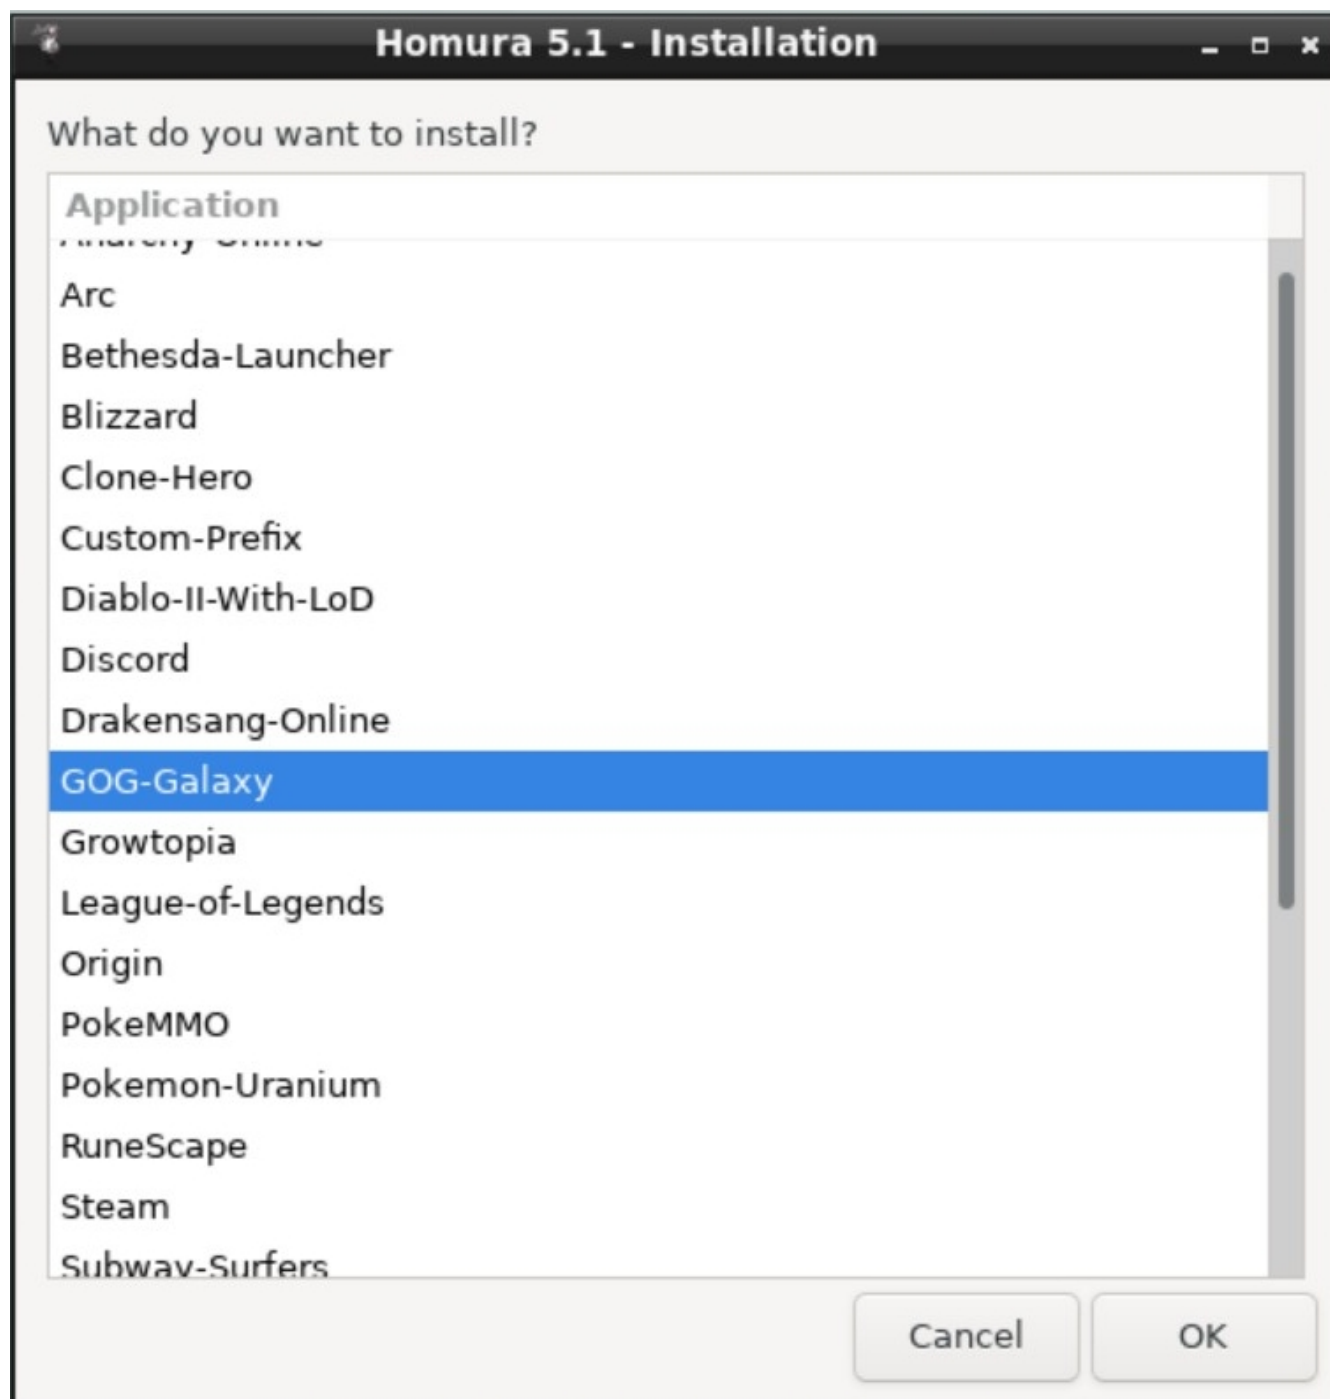 Homura 5.1 - Installation
What do you want to install?
Application
Anarchy-Online
Arc
Bethesda-Launcher
Blizzard
Clone-Hero
Custom-Prefix
Diablo-II-With-LoD
Discord
Drakensang-Online
GOG-Galaxy
Growtopia
League-of-Legends
Origin
PokeMMO
Pokemon-Uranium
RuneScape
Steam
Subway-Surfers
Cancel OK